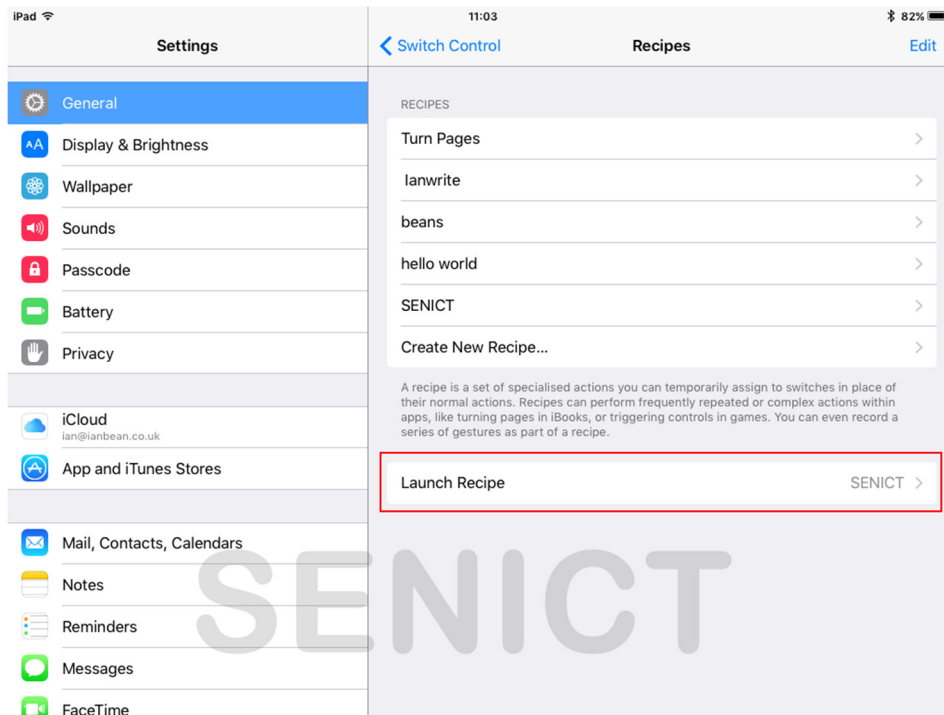 iPad 11:03 82%
Settings
General
AA Display & Brightness
Wallpaper
Sounds
Passcode
Battery
Privacy
iCloud
ian@ianbean.co.uk
App and iTunes Stores
Mail, Contacts, Calendars
Notes
Reminders
Messages
FaceTime
Switch Control Recipes Edit
RECIPES
Turn Pages
Ianwrite
beans
hello world
SENICT
Create New Recipe...
A recipe is a set of specialised actions you can temporarily assign to switches in place of
their normal actions. Recipes can perform frequently repeated or complex actions within
apps, like turning pages in iBooks, or triggering controls in games. You can even record a
series of gestures as part of a recipe.
Launch Recipe SENICT
SENICT